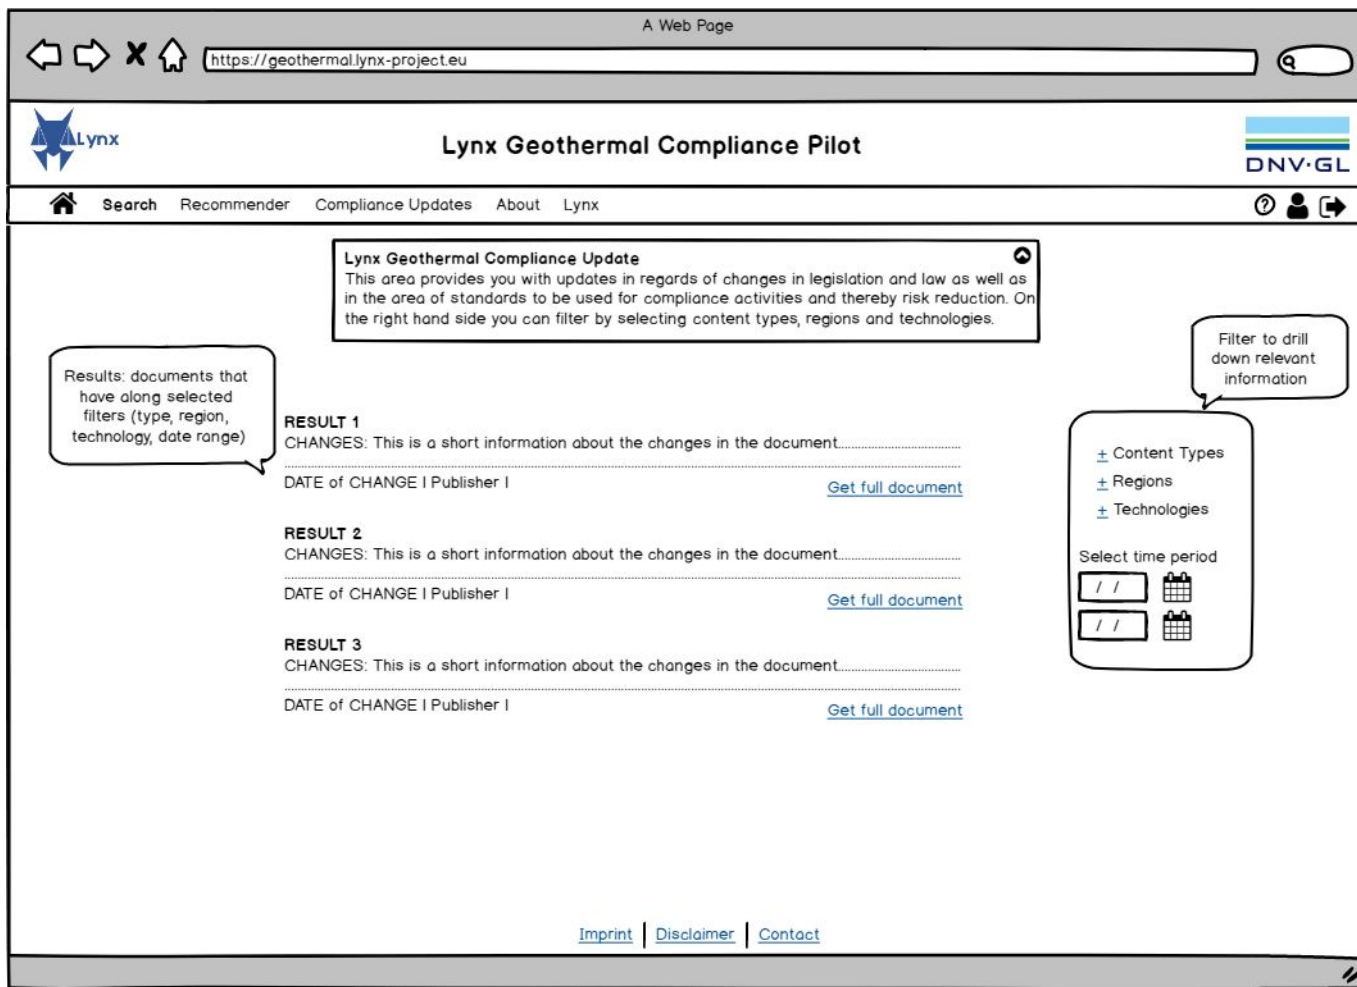 A Web Page
https://geothermal.lynx-project.eu
Lynx
Lynx Geothermal Compliance Pilot
DNV·GL
Search Recommender Compliance Updates About Lynx
Lynx Geothermal Compliance Update
This area provides you with updates in regards of changes in legislation and law as well as
in the area of standards to be used for compliance activities and thereby risk reduction. On
the right hand side you can filter by selecting content types, regions and technologies.
Results: documents that
have along selected
filters (type, region,
technology, date range)
Filter to drill
down relevant
information
RESULT 1
CHANGES: This is a short information about the changes in the document
DATE of CHANGE I Publisher I
Get full document
RESULT 2
CHANGES: This is a short information about the changes in the document
DATE of CHANGE I Publisher I
Get full document
RESULT 3
CHANGES: This is a short information about the changes in the document
DATE of CHANGE I Publisher I
Get full document
+ Content Types
+ Regions
+ Technologies
Select time period
/ /
/ /
Imprint | Disclaimer | Contact